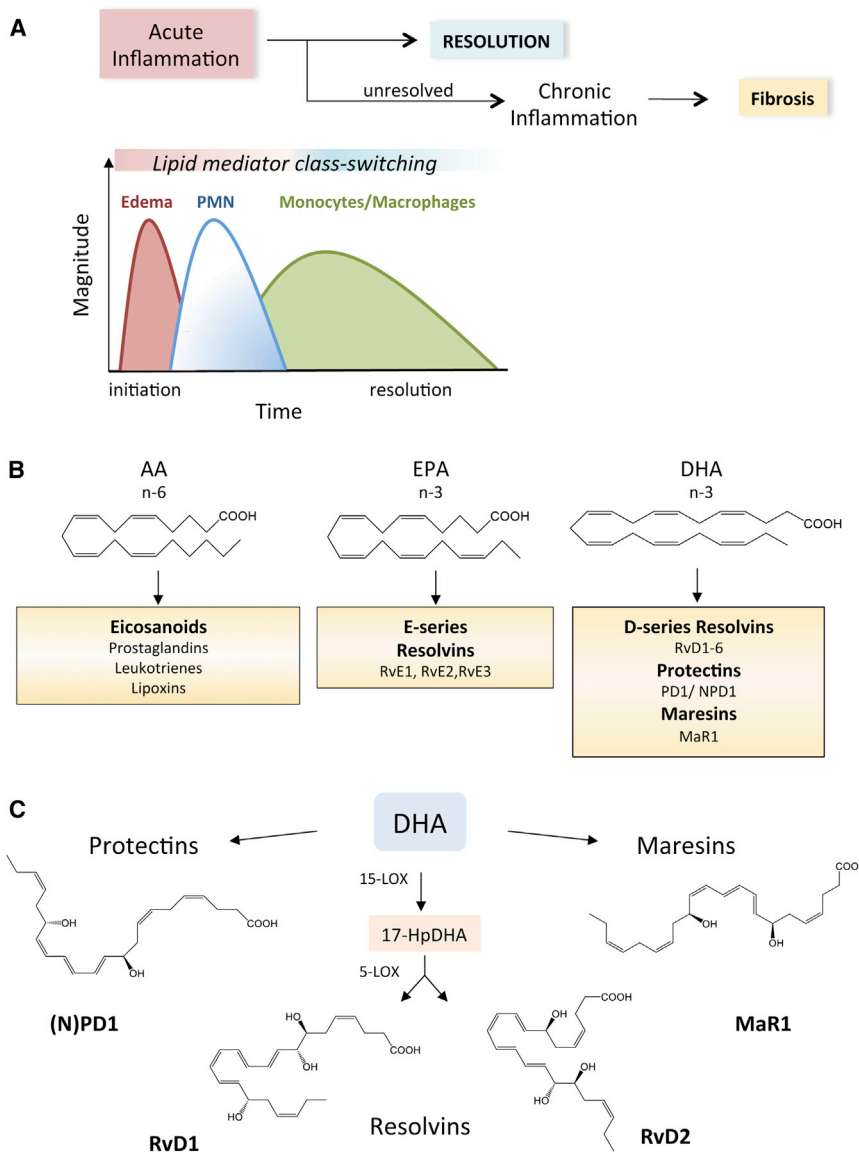 A
Acute
Inflammation
RESOLUTION
unresolved
Chronic
Inflammation
Fibrosis
Lipid mediator class-switching
Edema
PMN
Monocytes/Macrophages
Magnitude
initiation
resolution
Time
B
AA
n-6
COOH
EPA
n-3
COOH
DHA
n-3
COOH
Eicosanoids
Prostaglandins
Leukotrienes
Lipoxins
E-series
Resolvins
RvE1, RvE2,RvE3
D-series Resolvins
RvD1-6
Protectins
PD1/ NPD1
Maresins
MaR1
C
DHA
Protectins
Maresins
15-LOX
17-HpDHA
5-LOX
OH
COOH
OH
(N)PD1
COO
OH
OH
MaR1
HO
COOH
OH
HO
RvD1
Resolvins
COOH
OH
OH
HO
RvD2